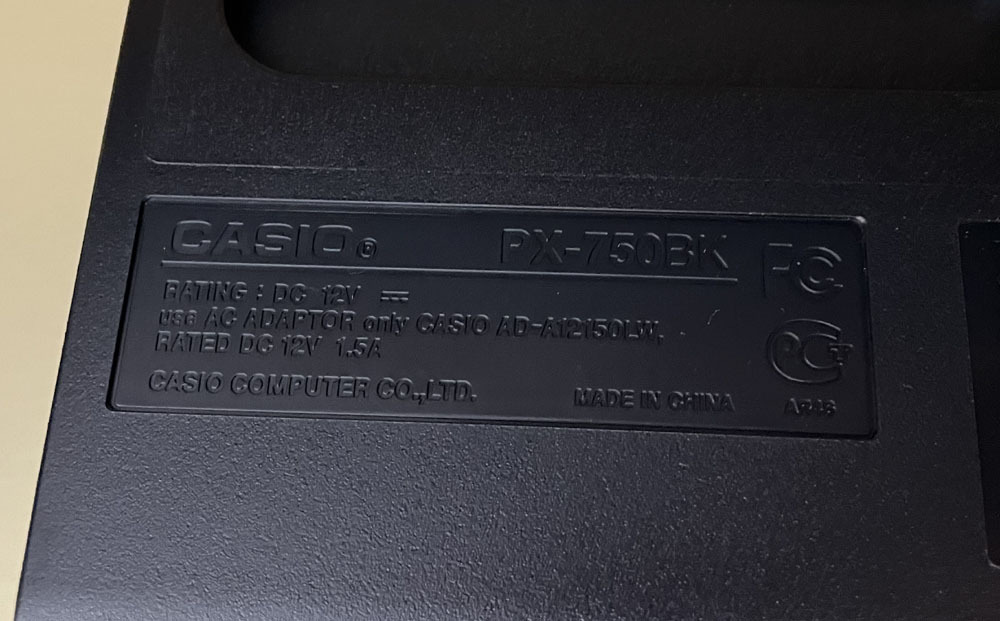 CASIO® PX-750BK FC
RATING : DC 12V ⎓
use AC ADAPTOR only CASIO AD-A12150LW,
RATED DC 12V 1.5A
CASIO COMPUTER CO.,LTD. MADE IN CHINA